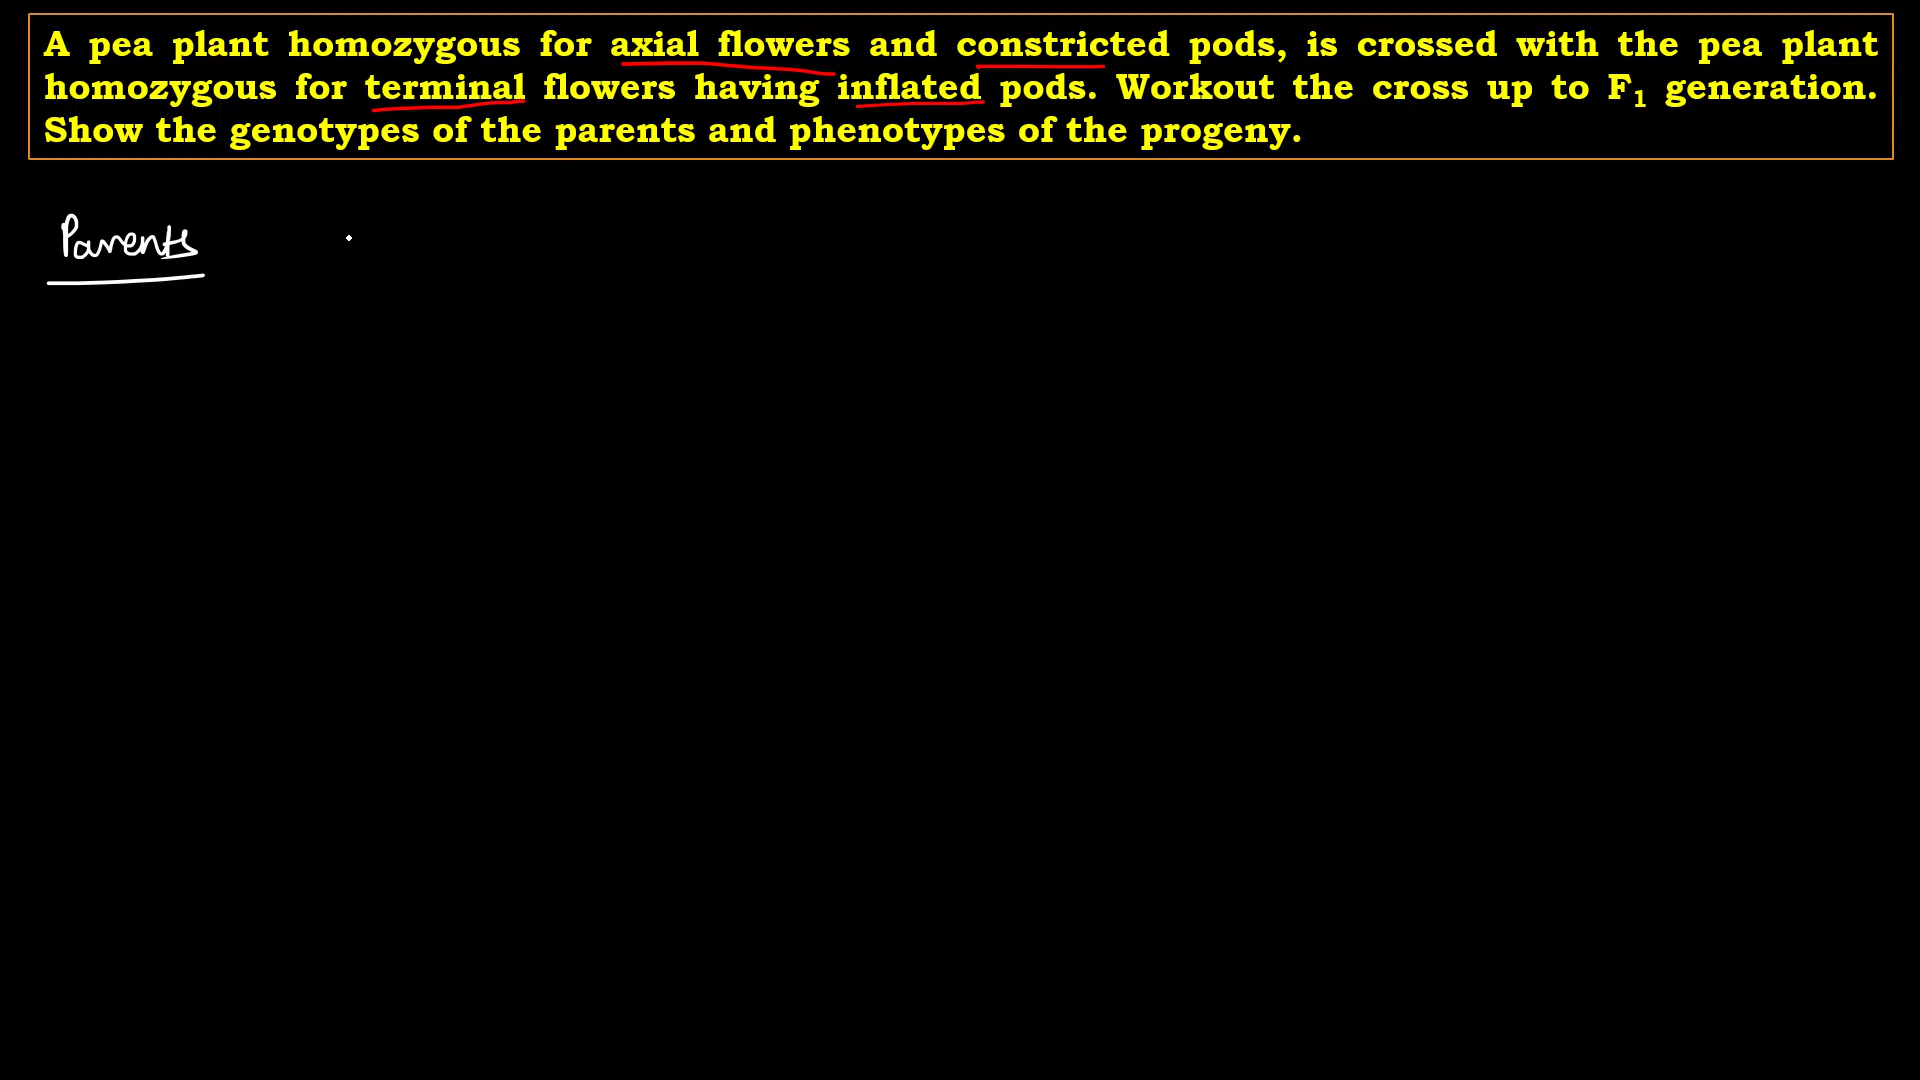 A pea plant homozygous for axial flowers and constricted pods, is crossed with the pea plant
homozygous for terminal flowers having inflated pods. Workout the cross up to F₁ generation.
Show the genotypes of the parents and phenotypes of the progeny.
Parents